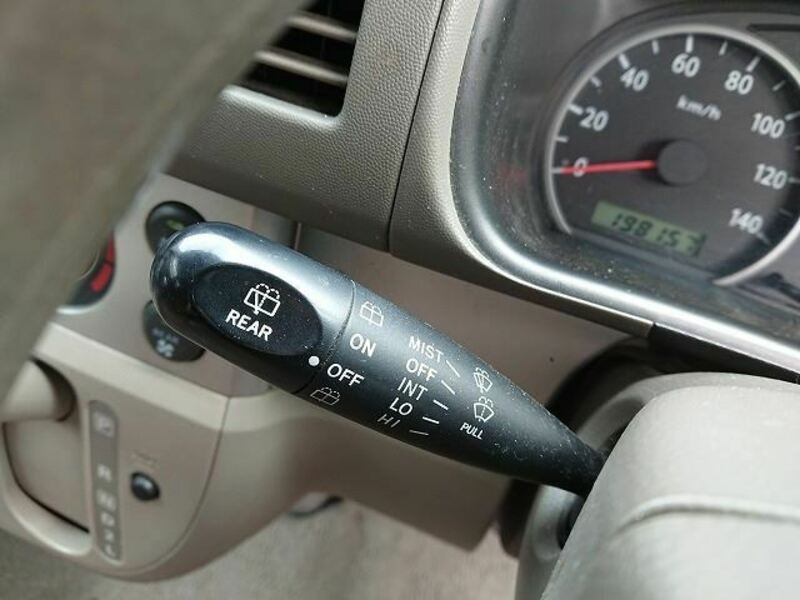 0
20
40
60
80
100
120
140
km/h
198157
REAR
ON
OFF
MIST
OFF
INT
LO
HI
PULL
P
R
N
D
2
L